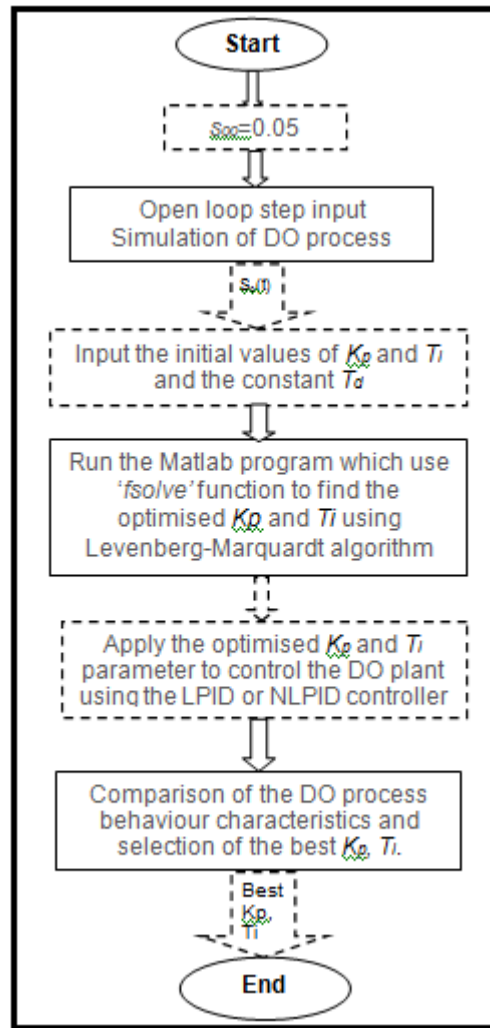 Start
SOO=0.05
Open loop step input
Simulation of DO process
So(t)
Input the initial values of Kp and Ti
and the constant Td
Run the Matlab program which use
'fsolve' function to find the
optimised Kp and Ti using
Levenberg-Marquardt algorithm
Apply the optimised Kp and Ti
parameter to control the DO plant
using the LPID or NLPID controller
Comparison of the DO process
behaviour characteristics and
selection of the best Kp, Ti.
Best
Kp,
Ti
End